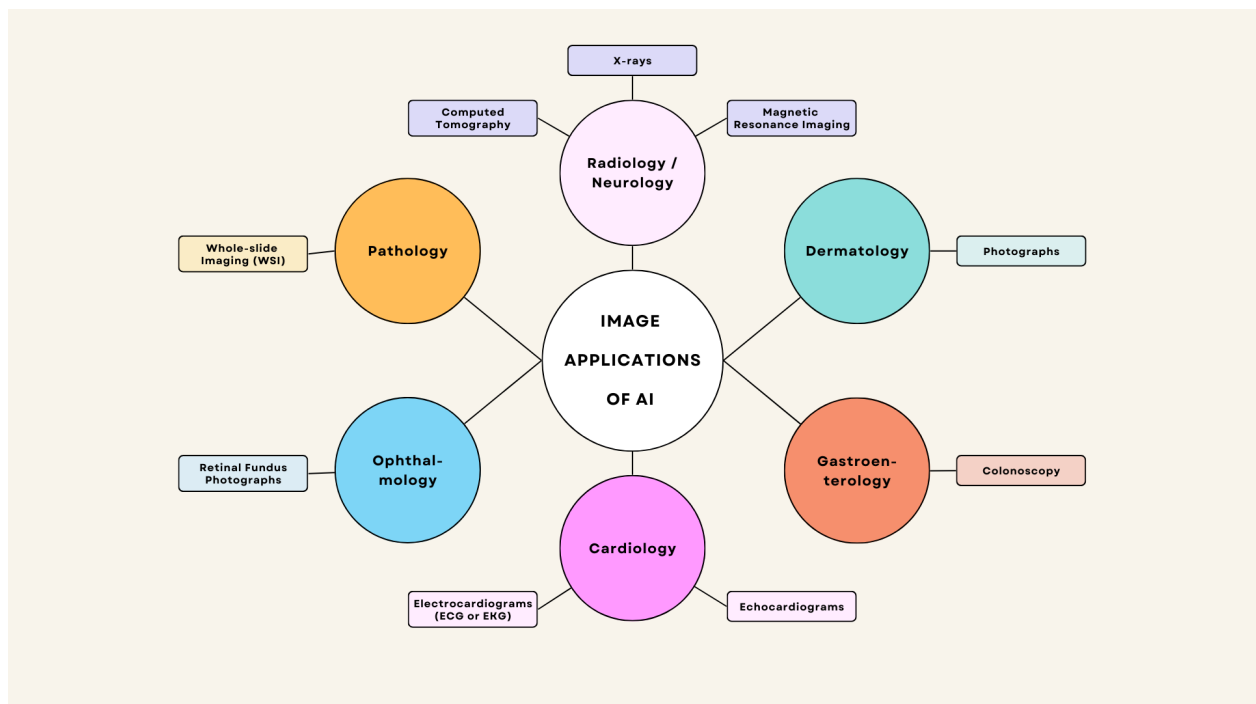 X-rays
Computed
Tomography
Magnetic
Resonance Imaging
Radiology /
Neurology
Pathology
Whole-slide
Imaging (WSI)
Dermatology
Photographs
IMAGE
APPLICATIONS
OF AI
Ophthal-
mology
Retinal Fundus
Photographs
Gastroen-
terology
Colonoscopy
Cardiology
Electrocardiograms
(ECG or EKG)
Echocardiograms